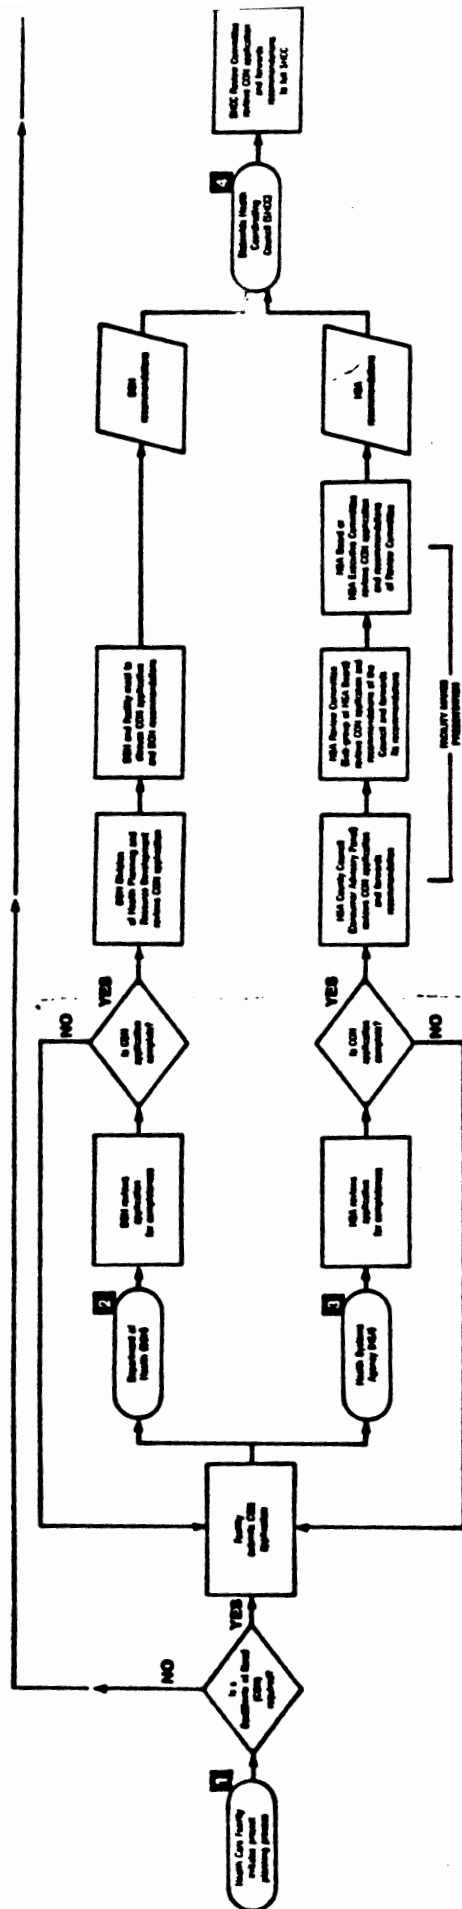 1
Health Care Facility
initiates project
planning process
Is a
Certificate of Need
(CON)
required?
NO
YES
Facility
submits CON
Application
2
Department of
Health (DOH)
DOH reviews
application
for completeness
Is CON
application
complete?
NO
YES
DOH Division
of Health Planning and
Resource Development
reviews CON application
DOH and Facility meet to
discuss CON application
and DOH recommendations
DOH
recommendations
3
Health Systems
Agency (HSA)
HSA reviews
application
for completeness
Is CON
application
complete?
YES
NO
HSA County Council
(Consumer Advisory Panel)
reviews CON application
and forwards
recommendation
HSA Review Committee
(Sub-group of HSA Board)
reviews CON application and
recommendations of the
Council and forwards
its recommendations
HSA Board or
HSA Executive Committee
reviews CON application
and recommendations
of Review Committee
FACILITY MAKES
PRESENTATION
HSA
recommendations
4
Statewide Health
Coordinating
Council (SHCC)
SHCC Review Committee
reviews CON application
and forwards
recommendations
to full SHCC